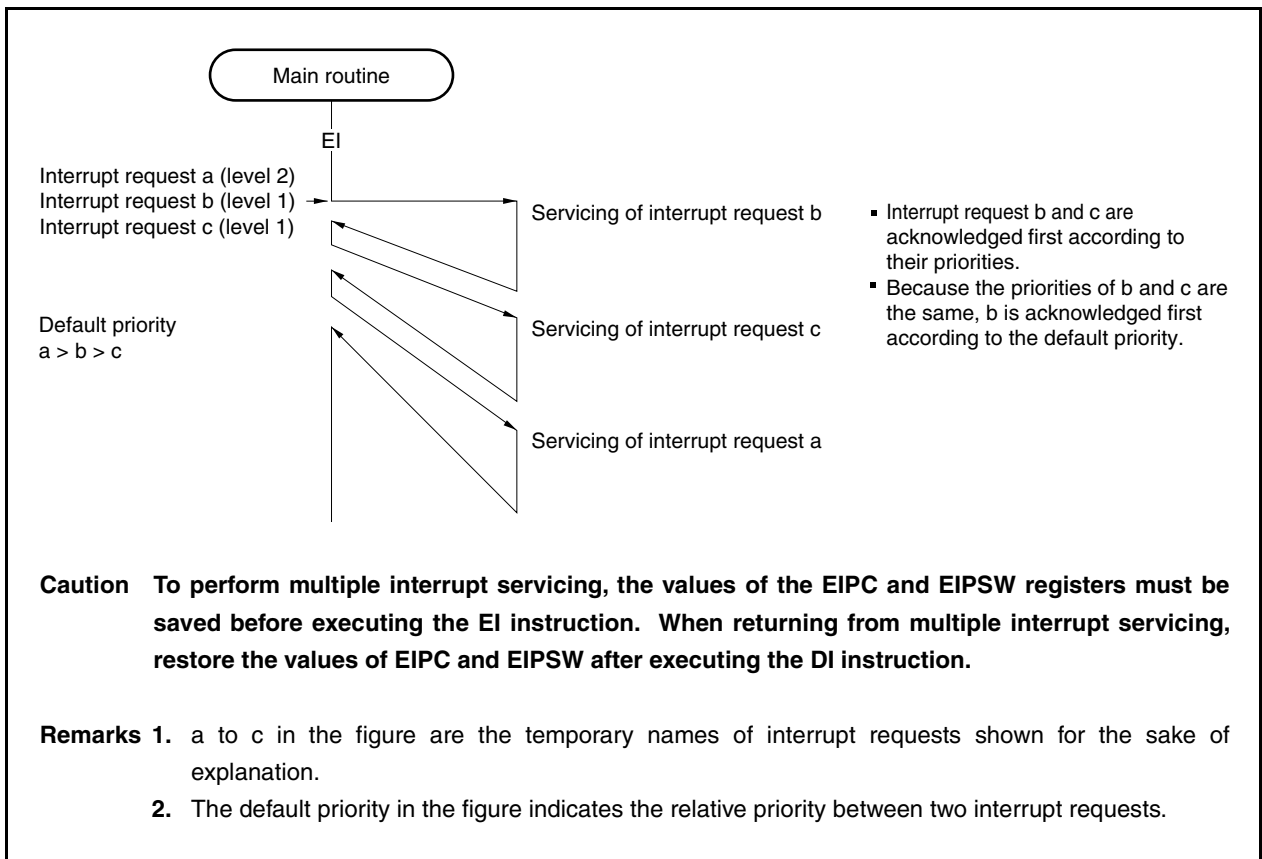 Main routine
EI
Interrupt request a (level 2)
Interrupt request b (level 1)
Interrupt request c (level 1)
Default priority
a > b > c
Servicing of interrupt request b
Servicing of interrupt request c
Servicing of interrupt request a
▪ Interrupt request b and c are
acknowledged first according to
their priorities.
▪ Because the priorities of b and c are
the same, b is acknowledged first
according to the default priority.
Caution To perform multiple interrupt servicing, the values of the EIPC and EIPSW registers must be
saved before executing the EI instruction. When returning from multiple interrupt servicing,
restore the values of EIPC and EIPSW after executing the DI instruction.
Remarks 1. a to c in the figure are the temporary names of interrupt requests shown for the sake of
explanation.
2. The default priority in the figure indicates the relative priority between two interrupt requests.